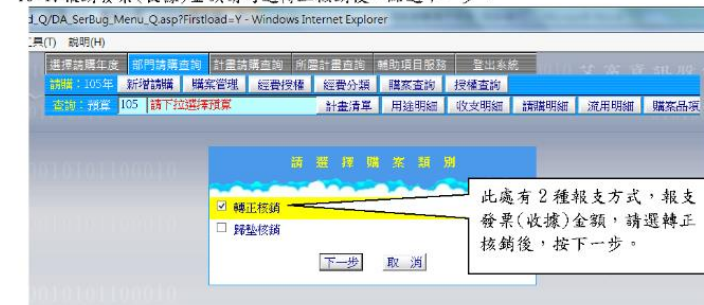 d_Q/DA_SerBug_Menu_Q.asp?Firstload=Y - Windows Internet Explorer
具(T) 說明(H)
選擇請購年度 部門請購查詢 計畫請購查詢 所屬計畫查詢 輔助項目服務 登出系統
請購：105年 新增請購 購案管理 經費授權 經費分類 購案查詢 授權查詢
查詢：預算 105 請下拉選擇預算 計畫清單 用途明細 收支明細 請購明細 流用明細 購案品項
請選擇購案類別
轉正核銷
歸墊核銷
下一步 取消
此處有2種報支方式，報支
發票(收據)金額，請選轉正
核銷後，按下一步。